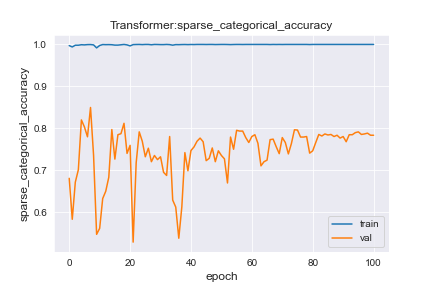 Transformer:sparse_categorical_accuracy
1.0
0.9
0.8
0.7
0.6
sparse_categorical_accuracy
train
val
0 20 40 60 80 100
epoch